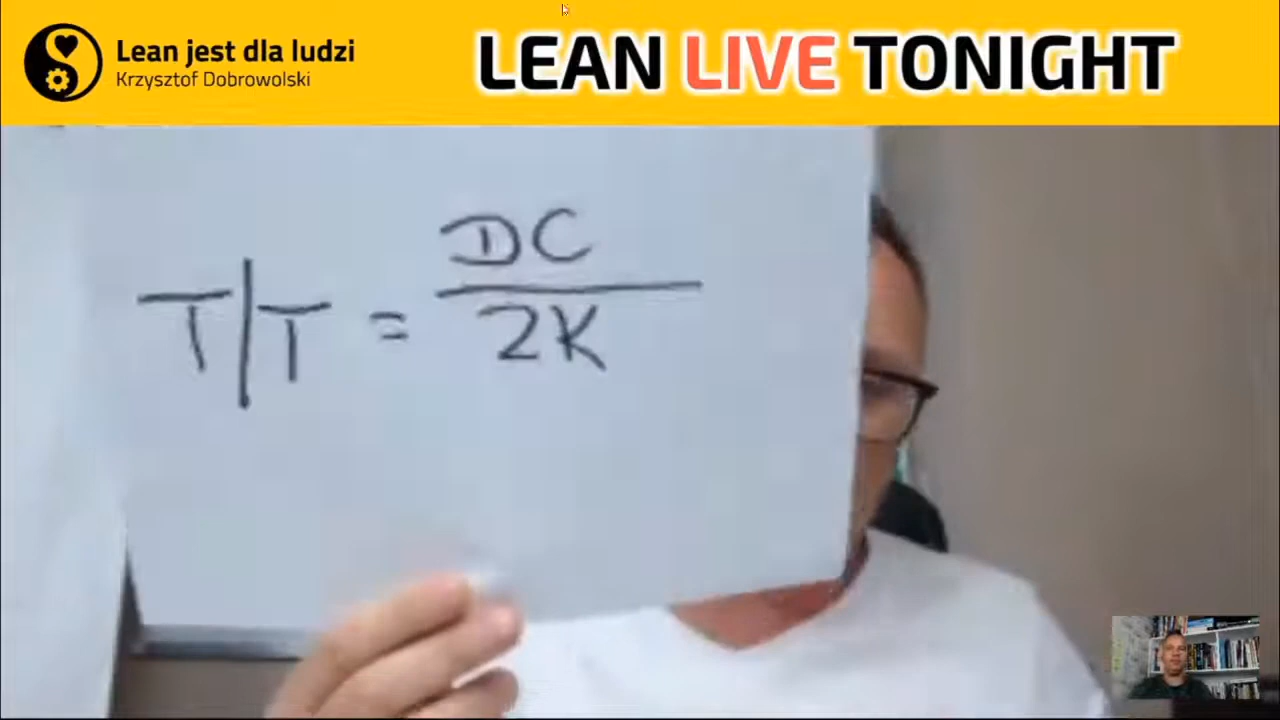 Lean jest dla ludzi
Krzysztof Dobrowolski
LEAN LIVE TONIGHT
T|T = DC
2K